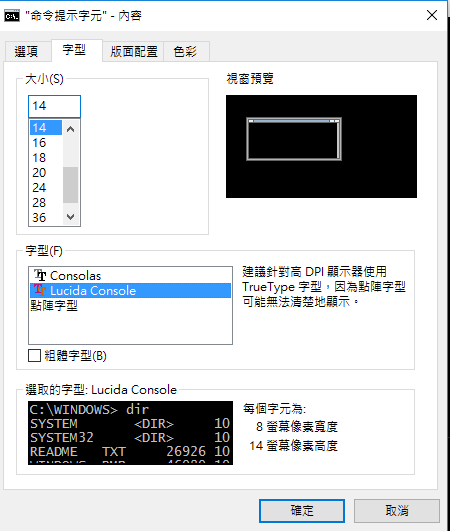 "命令提示字元" - 內容
選項
字型
版面配置
色彩
大小(S)
14
14
16
18
20
24
28
36
視窗預覽
字型(F)
Consolas
Lucida Console
點陣字型
粗體字型(B)
建議針對高 DPI 顯示器使用
TrueType 字型，因為點陣字型
可能無法清楚地顯示。
選取的字型: Lucida Console
C:\WINDOWS> dir
SYSTEM <DIR> 10
SYSTEM32 <DIR> 10
README TXT 26926 10
每個字元為:
8 螢幕像素寬度
14 螢幕像素高度
確定
取消